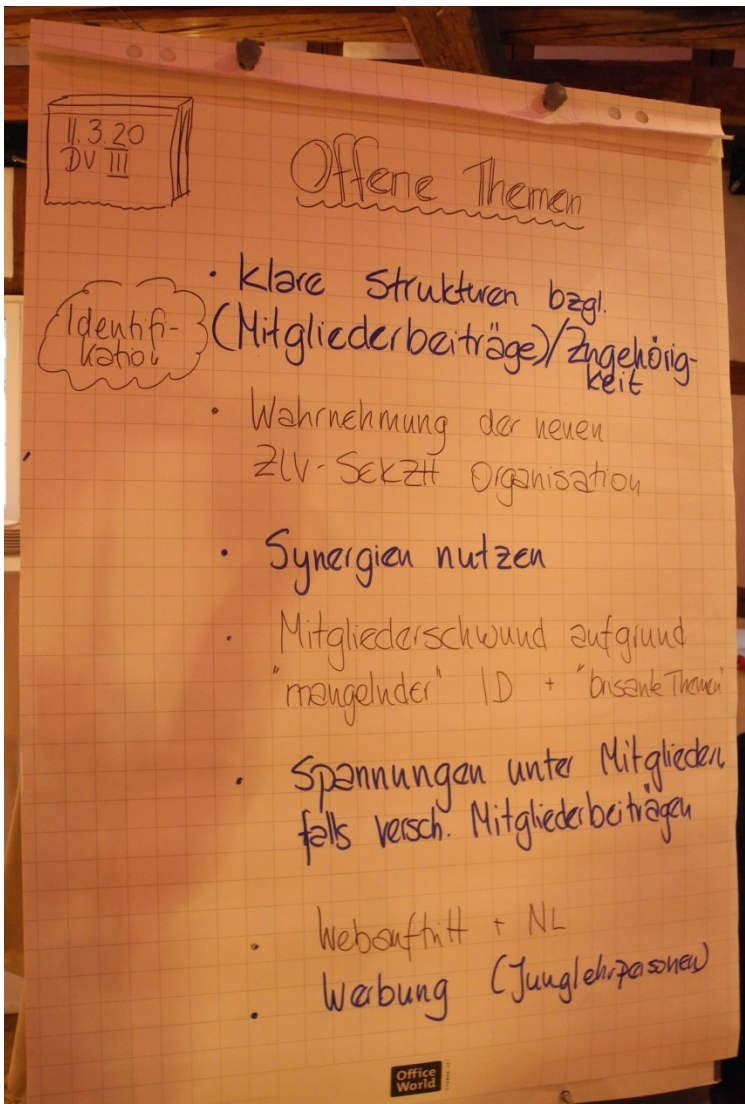 11.3.20
DV III
Offene Themen
Identifi-
kation
• klare Strukturen bzgl.
(Mitgliederbeiträge)/Zugehörig-
keit
• Wahrnehmung der neuen
ZLV-SekZH Organisation
• Synergien nutzen
• Mitgliederschwund aufgrund
"mangelnder" ID + "brisante Themen"
• Spannungen unter Mitgliedern,
falls versch. Mitgliederbeiträgen
• Webauftritt + NL
• Werbung (Junglehrpersonen)
Office
World